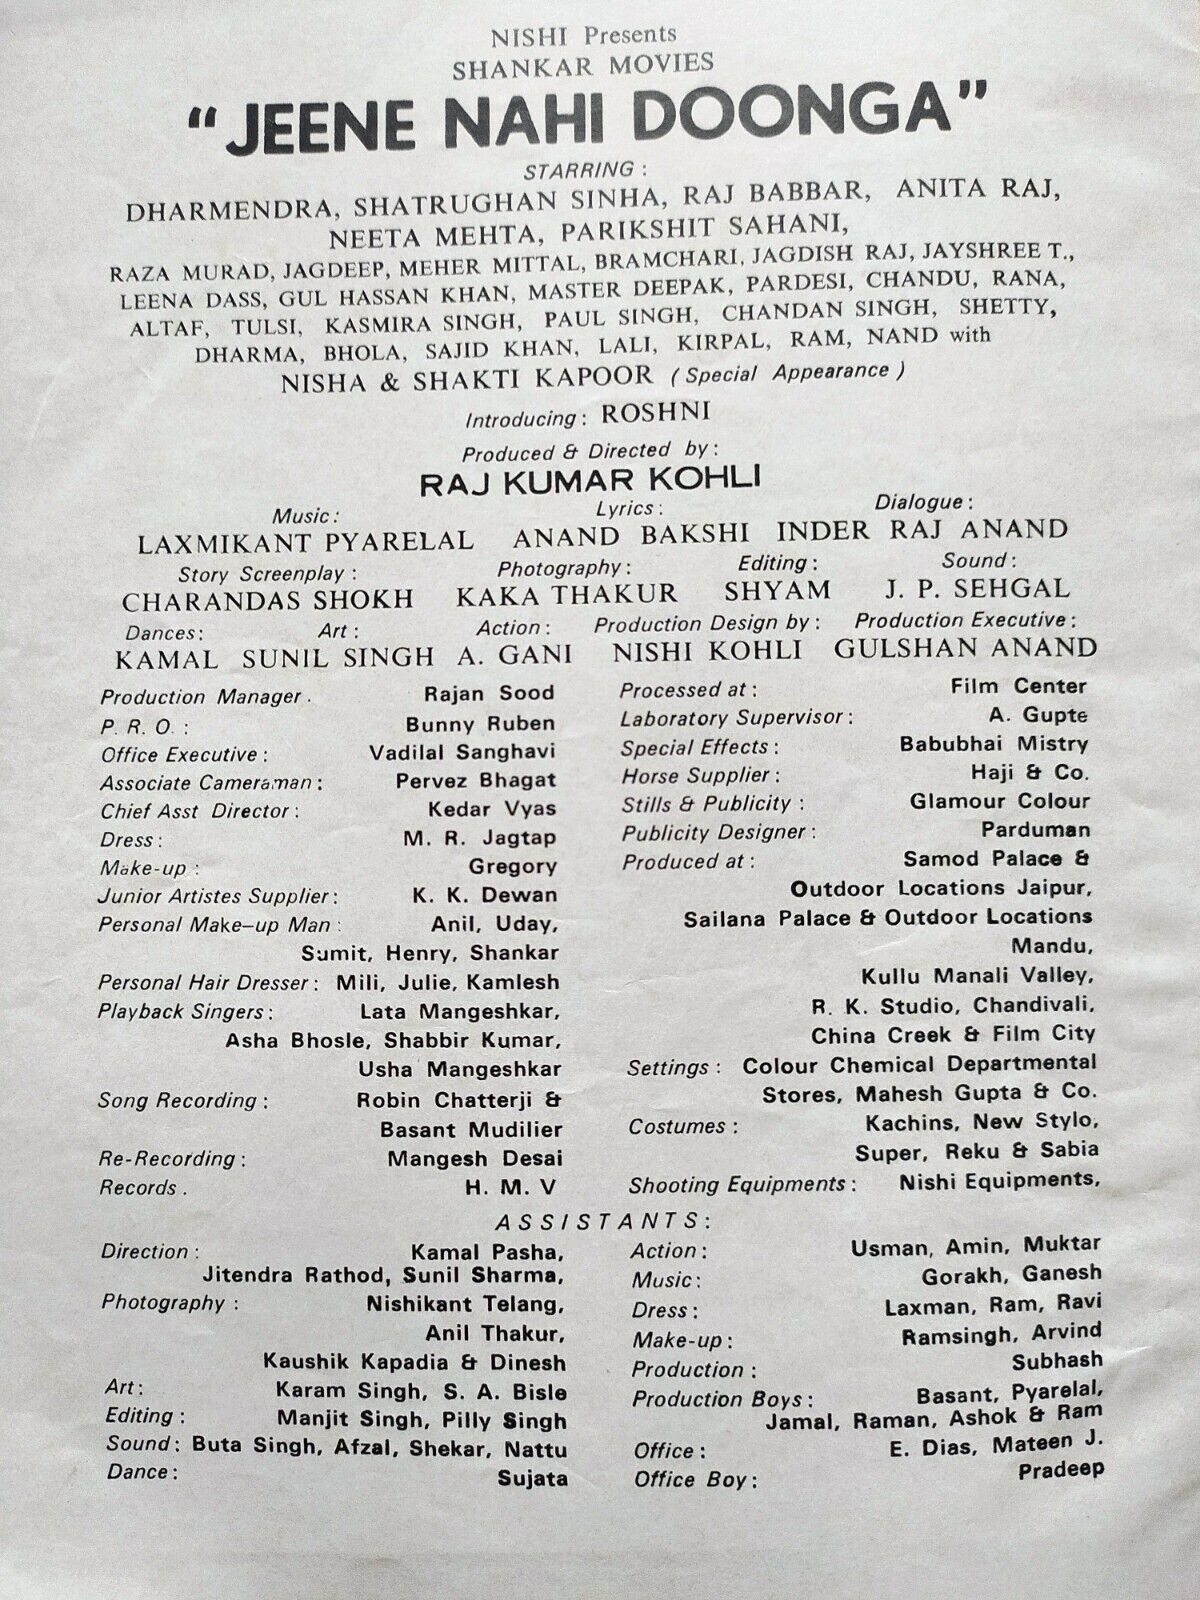 NISHI Presents
SHANKAR MOVIES
"JEENE NAHI DOONGA"
STARRING :
DHARMENDRA, SHATRUGHAN SINHA, RAJ BABBAR, ANITA RAJ,
NEETA MEHTA, PARIKSHIT SAHANI,
RAZA MURAD, JAGDEEP, MEHER MITTAL, BRAMCHARI, JAGDISH RAJ, JAYSHREE T.,
LEENA DASS, GUL HASSAN KHAN, MASTER DEEPAK, PARDESI, CHANDU, RANA,
ALTAF, TULSI, KASMIRA SINGH, PAUL SINGH, CHANDAN SINGH, SHETTY,
DHARMA, BHOLA, SAJID KHAN, LALI, KIRPAL, RAM, NAND with
NISHA & SHAKTI KAPOOR (Special Appearance)
Introducing : ROSHNI
Produced & Directed by :
RAJ KUMAR KOHLI
Music : Lyrics : Dialogue :
LAXMIKANT PYARELAL ANAND BAKSHI INDER RAJ ANAND
Story Screenplay : Photography : Editing : Sound :
CHARANDAS SHOKH KAKA THAKUR SHYAM J. P. SEHGAL
Dances : Art : Action : Production Design by : Production Executive :
KAMAL SUNIL SINGH A. GANI NISHI KOHLI GULSHAN ANAND
Production Manager . Rajan Sood
P. R. O. : Bunny Ruben
Office Executive : Vadilal Sanghavi
Associate Cameraman : Pervez Bhagat
Chief Asst Director : Kedar Vyas
Dress : M. R. Jagtap
Make-up : Gregory
Junior Artistes Supplier : K. K. Dewan
Personal Make-up Man : Anil, Uday,
Sumit, Henry, Shankar
Personal Hair Dresser : Mili, Julie, Kamlesh
Playback Singers : Lata Mangeshkar,
Asha Bhosle, Shabbir Kumar,
Usha Mangeshkar
Song Recording : Robin Chatterji &
Basant Mudilier
Re-Recording : Mangesh Desai
Records . H. M. V
Processed at : Film Center
Laboratory Supervisor : A. Gupte
Special Effects : Babubhai Mistry
Horse Supplier : Haji & Co.
Stills & Publicity : Glamour Colour
Publicity Designer : Parduman
Produced at : Samod Palace &
Outdoor Locations Jaipur,
Sailana Palace & Outdoor Locations
Mandu,
Kullu Manali Valley,
R. K. Studio, Chandivali,
China Creek & Film City
Settings : Colour Chemical Departmental
Stores, Mahesh Gupta & Co.
Costumes : Kachins, New Stylo,
Super, Reku & Sabia
Shooting Equipments : Nishi Equipments,
ASSISTANTS :
Direction : Kamal Pasha,
Jitendra Rathod, Sunil Sharma,
Photography : Nishikant Telang,
Anil Thakur,
Kaushik Kapadia & Dinesh
Art : Karam Singh, S. A. Bisle
Editing : Manjit Singh, Pilly Singh
Sound : Buta Singh, Afzal, Shekar, Nattu
Dance : Sujata
Action : Usman, Amin, Muktar
Music : Gorakh, Ganesh
Dress : Laxman, Ram, Ravi
Make-up : Ramsingh, Arvind
Production : Subhash
Production Boys : Basant, Pyarelal,
Jamal, Raman, Ashok & Ram
Office : E. Dias, Mateen J.
Office Boy : Pradeep